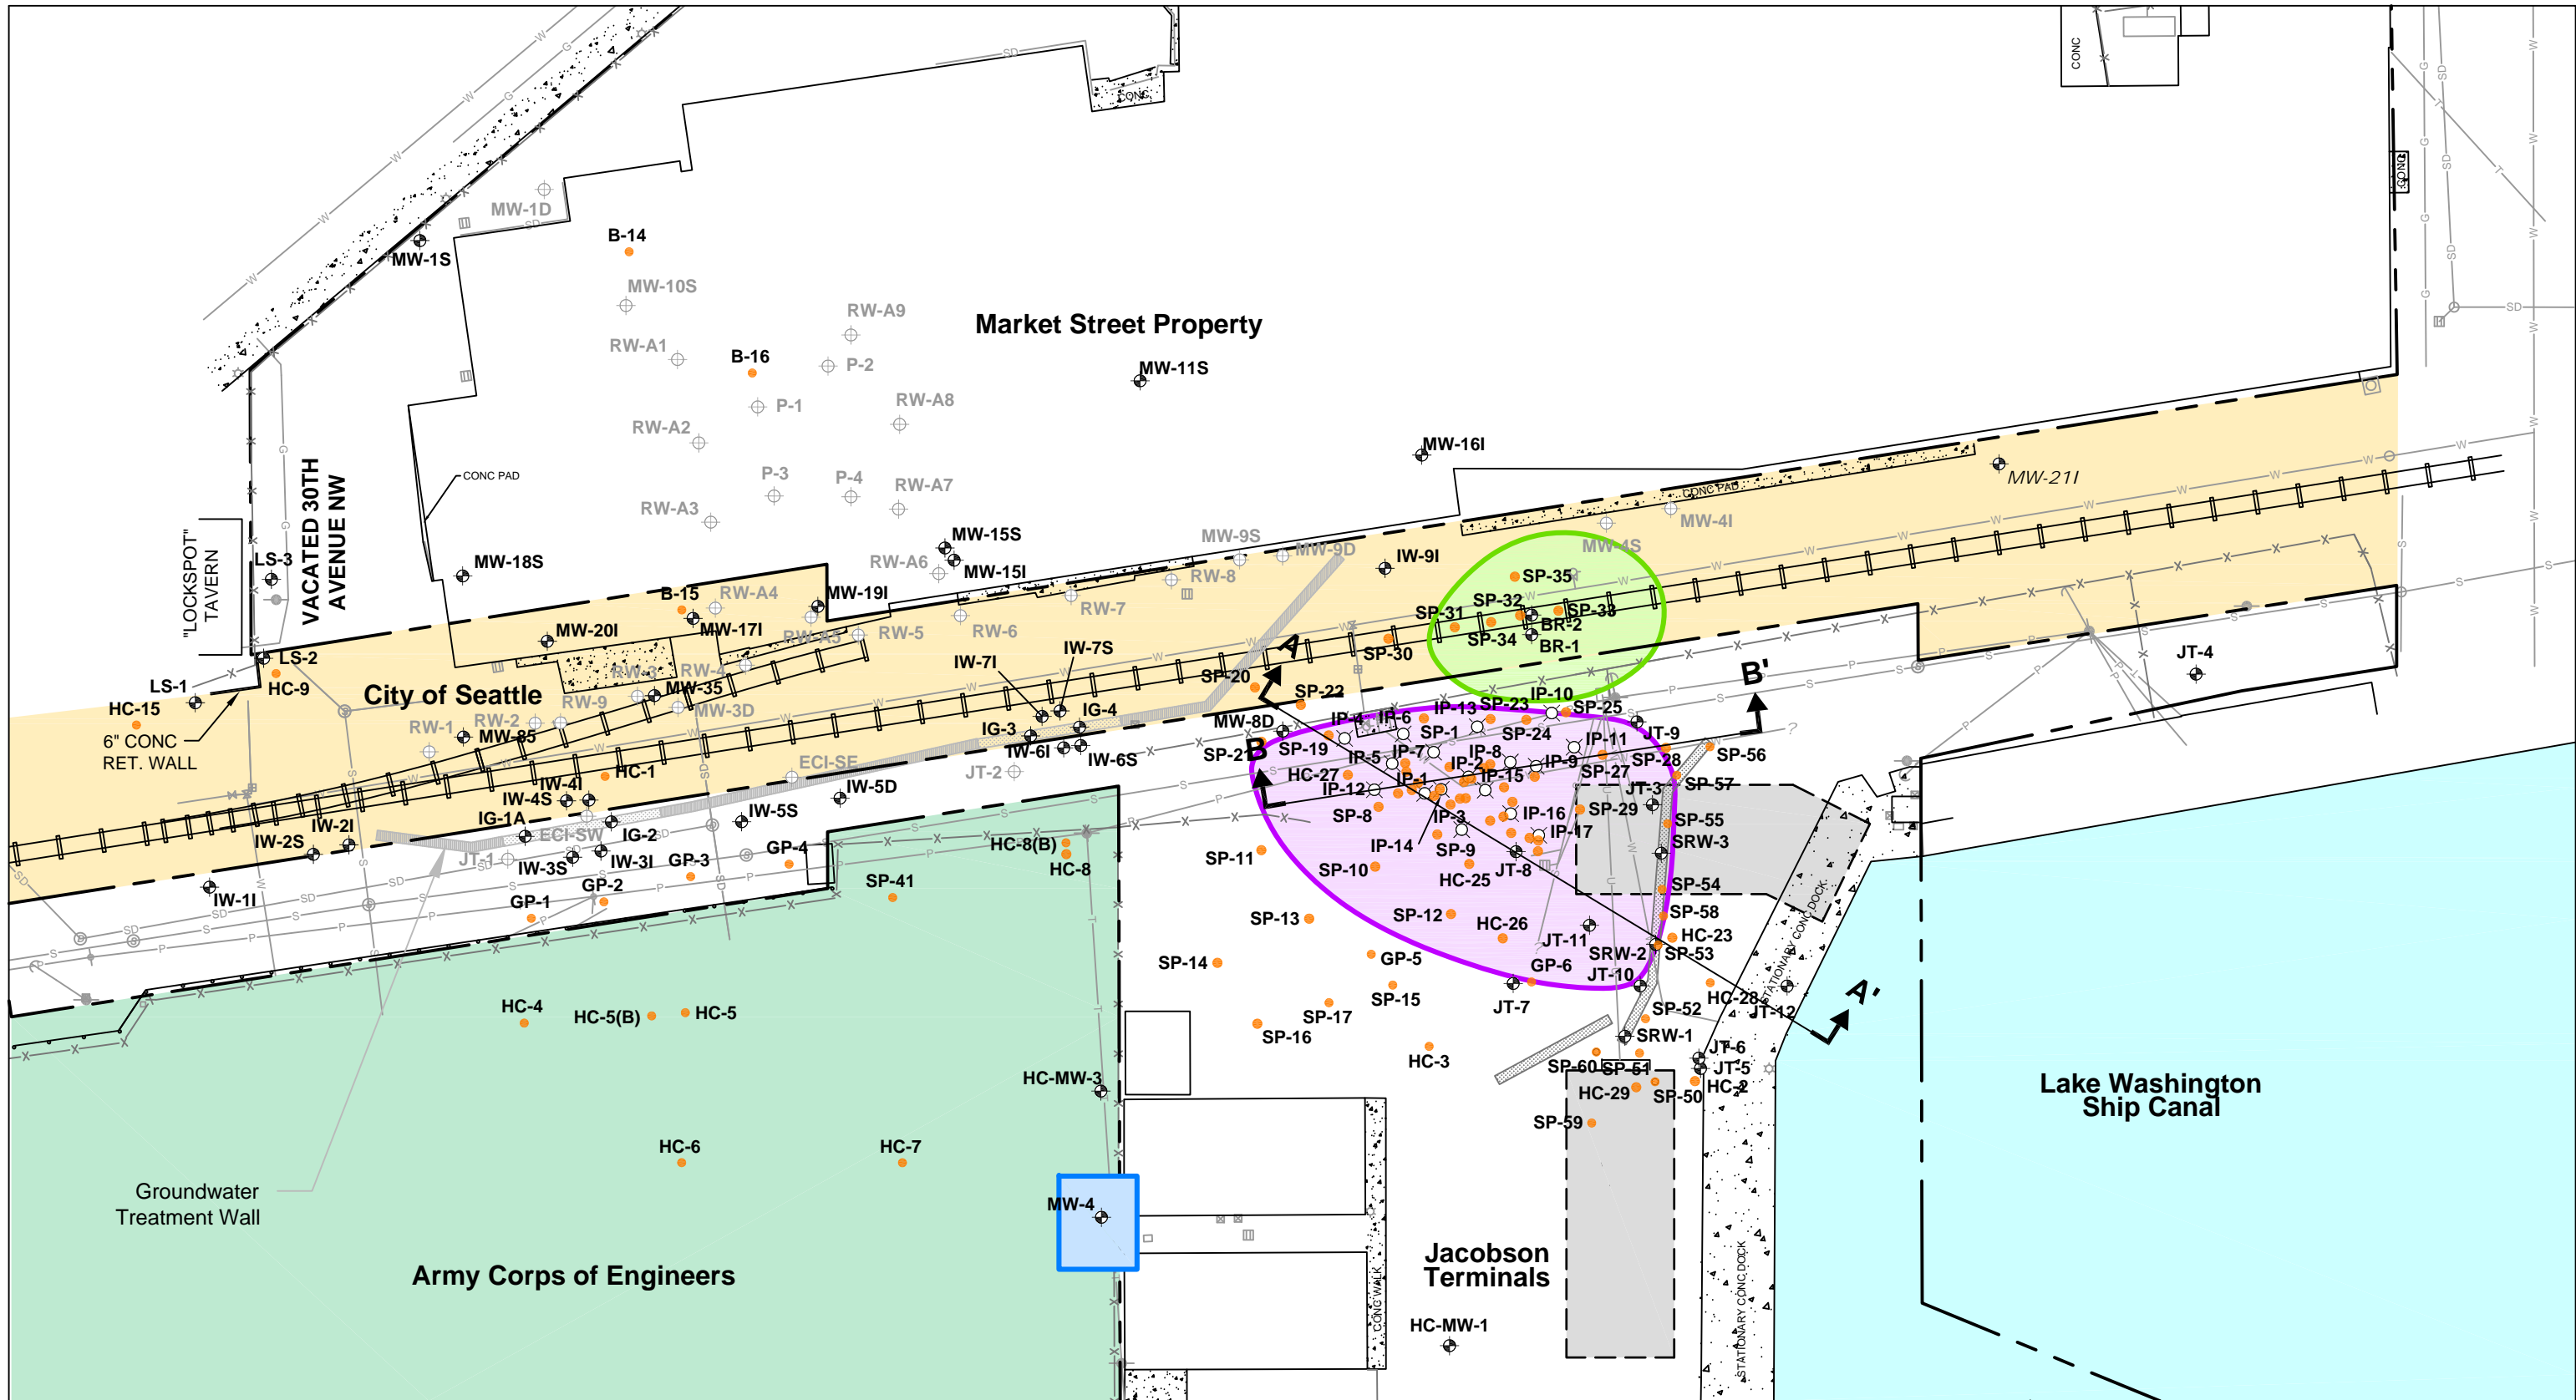 CONC
CONC
MW-1D
MW-1S
B-14
MW-10S
RW-A9
RW-A1
Market Street Property
B-16
P-2
MW-11S
P-1
RW-A8
RW-A2
MW-16I
CONC
CONC PAD
P-3
P-4
RW-A7
CONC PAD
MW-21I
RW-A3
MW-4I
VACATED 30TH
AVENUE NW
"LOCKSPOT"
TAVERN
LS-3
MW-18S
MW-15S
MW-9S
MW-9D
MW-4S
RW-A6
MW-15I
IW-9I
RW-8
SP-35
B-15
RW-A4
MW-19I
RW-7
SP-32
SP-33
SP-31
BR-2
MW-20I
MW-17I
RW-A5
RW-5
RW-6
SP-34
BR-1
SP-30
LS-2
HC-9
RW-3
RW-4
IW-7I
IW-7S
A
SP-20
B'
JT-4
LS-1
City of Seattle
MW-35
SP-22
IP-10
HC-15
RW-9
MW-3D
IG-4
IP-13
SP-23
SP-25
RW-1
RW-2
MW-85
IG-3
MW-8D
IP-4
IP-6
SP-1
SP-24
JT-9
6" CONC
RET. WALL
IW-6I
IW-6S
SP-21
SP-19
IP-11
SP-56
B
IP-5
IP-7
IP-8
IP-9
ECI-SE
JT-2
HC-27
IP-2
SP-27
SP-28
HC-1
IP-1
IP-15
SP-57
IW-4I
IW-5D
IP-12
JT-3
IW-4S
IW-5S
SP-8
IP-3
IP-16
SP-29
IG-1A
ECI-SW
IG-2
SP-55
IW-2I
IP-17
IW-2S
JT-1
IW-3S
IW-3I
GP-3
GP-4
HC-8(B)
HC-8
SP-11
IP-14
SP-9
SRW-3
SP-10
HC-25
JT-8
IW-1I
GP-2
GP-1
SP-41
SP-54
SP-13
SP-12
SP-58
HC-26
JT-11
HC-23
SP-14
GP-5
SRW-2
SP-53
GP-6
JT-10
SP-15
JT-7
HC-28
STATIONARY CONC DOCK
A'
HC-4
HC-5(B)
HC-5
SP-17
SP-16
SP-52
JT-12
SRW-1
HC-3
JT-6
SP-60
SP-51
JT-5
HC-MW-3
HC-29
SP-50
HC-2
Lake Washington
Ship Canal
SP-59
HC-6
HC-7
Groundwater
Treatment Wall
MW-4
Army Corps of Engineers
Jacobson
Terminals
CONC WALK
STATIONARY CONC DOCK
HC-MW-1